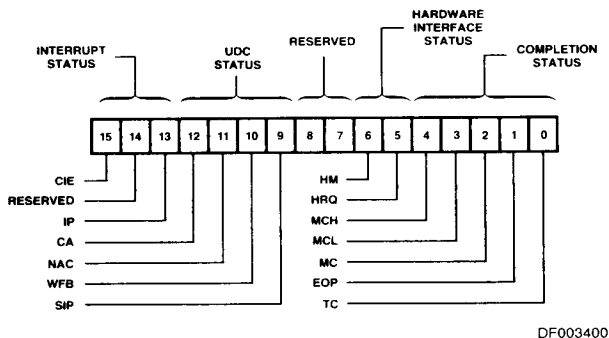 HARDWARE
INTERFACE
STATUS
INTERRUPT
STATUS
UDC
STATUS
RESERVED
COMPLETION
STATUS
15 14 13 12 11 10 9 8 7 6 5 4 3 2 1 0
CIE
RESERVED
IP
CA
NAC
WFB
SIP
HM
HRQ
MCH
MCL
MC
EOP
TC
DF003400